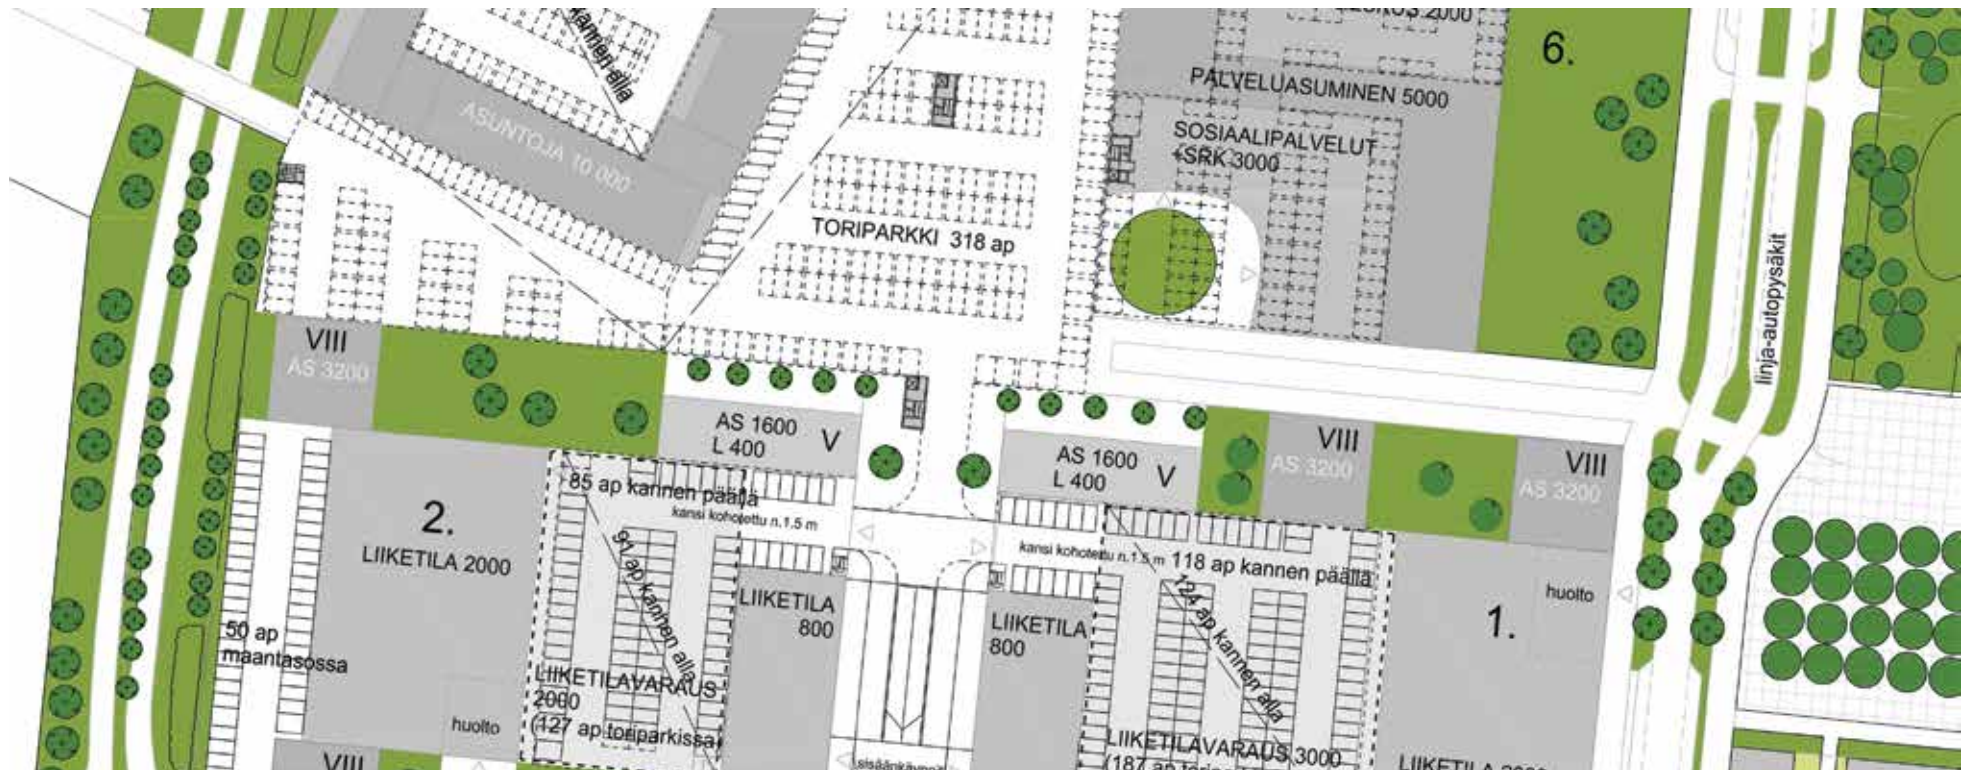 kannen alla
2000
6.
PALVELUASUMINEN 5000
ASUNTOJA 10 000
SOSIAALIPALVELUT
+SRK 3000
TORIPARKKI 318 ap
linja-autopysäkit
VIII
AS 3200
AS 1600
L 400
V
AS 1600
L 400
V
VIII
AS 3200
VIII
AS 3200
2.
LIIKETILA 2000
85 ap kannen päällä
kansi kohotettu n.1.5 m
91 ap kannen alla
kansi kohotettu n.1.5 m
118 ap kannen päällä
124 ap kannen alla
LIIKETILA
800
LIIKETILA
800
1.
huolto
50 ap
maantasossa
LIIKETILAVARAUS
2000
(127 ap toriparkissa)
huolto
VIII
LIIKETILAVARAUS 3000
(187 ap